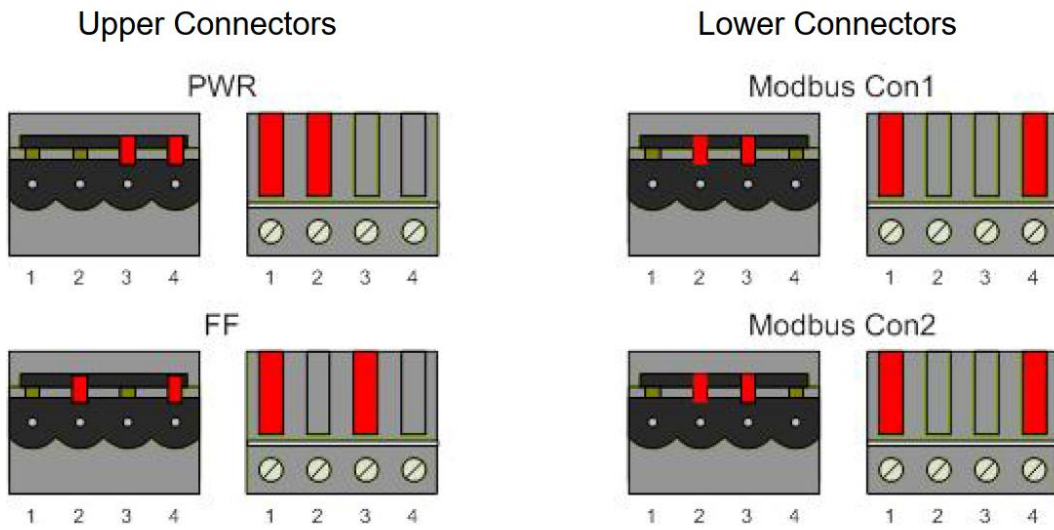 Upper Connectors
Lower Connectors
PWR
Modbus Con1
1 2 3 4
1 2 3 4
1 2 3 4
1 2 3 4
FF
Modbus Con2
1 2 3 4
1 2 3 4
1 2 3 4
1 2 3 4